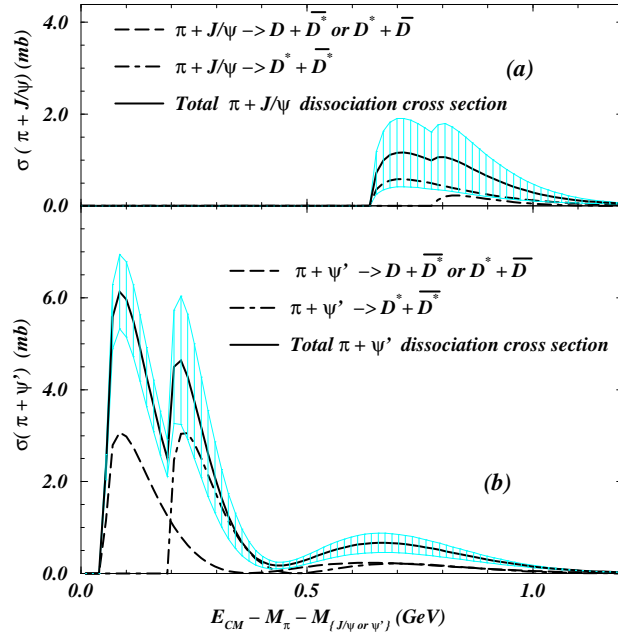 4.0
π + J/ψ –> D + D̅* or D* + D̅
π + J/ψ –> D* + D̅*
(a)
Total π + J/ψ dissociation cross section
2.0
0.0
σ ( π + J/ψ) (mb)
π + ψ' –> D + D̅* or D* + D̅
6.0
π + ψ' –> D* + D̅*
Total π + ψ' dissociation cross section
4.0
2.0
(b)
0.0
σ( π + ψ') (mb)
0.0 0.5 1.0
E_CM – M_π – M_{J/ψ or ψ'} (GeV)